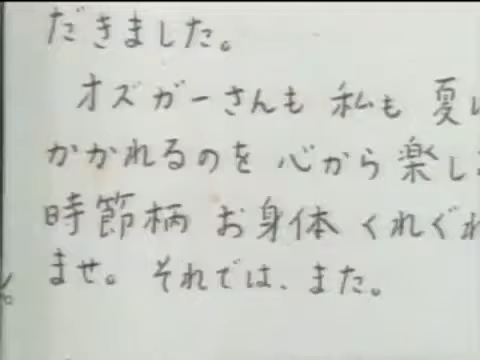 だきました。
オズガーさんも 私も 夏
かかれるのを 心から 楽し
時節柄 お身体 くれぐれ
ませ。それでは、また。